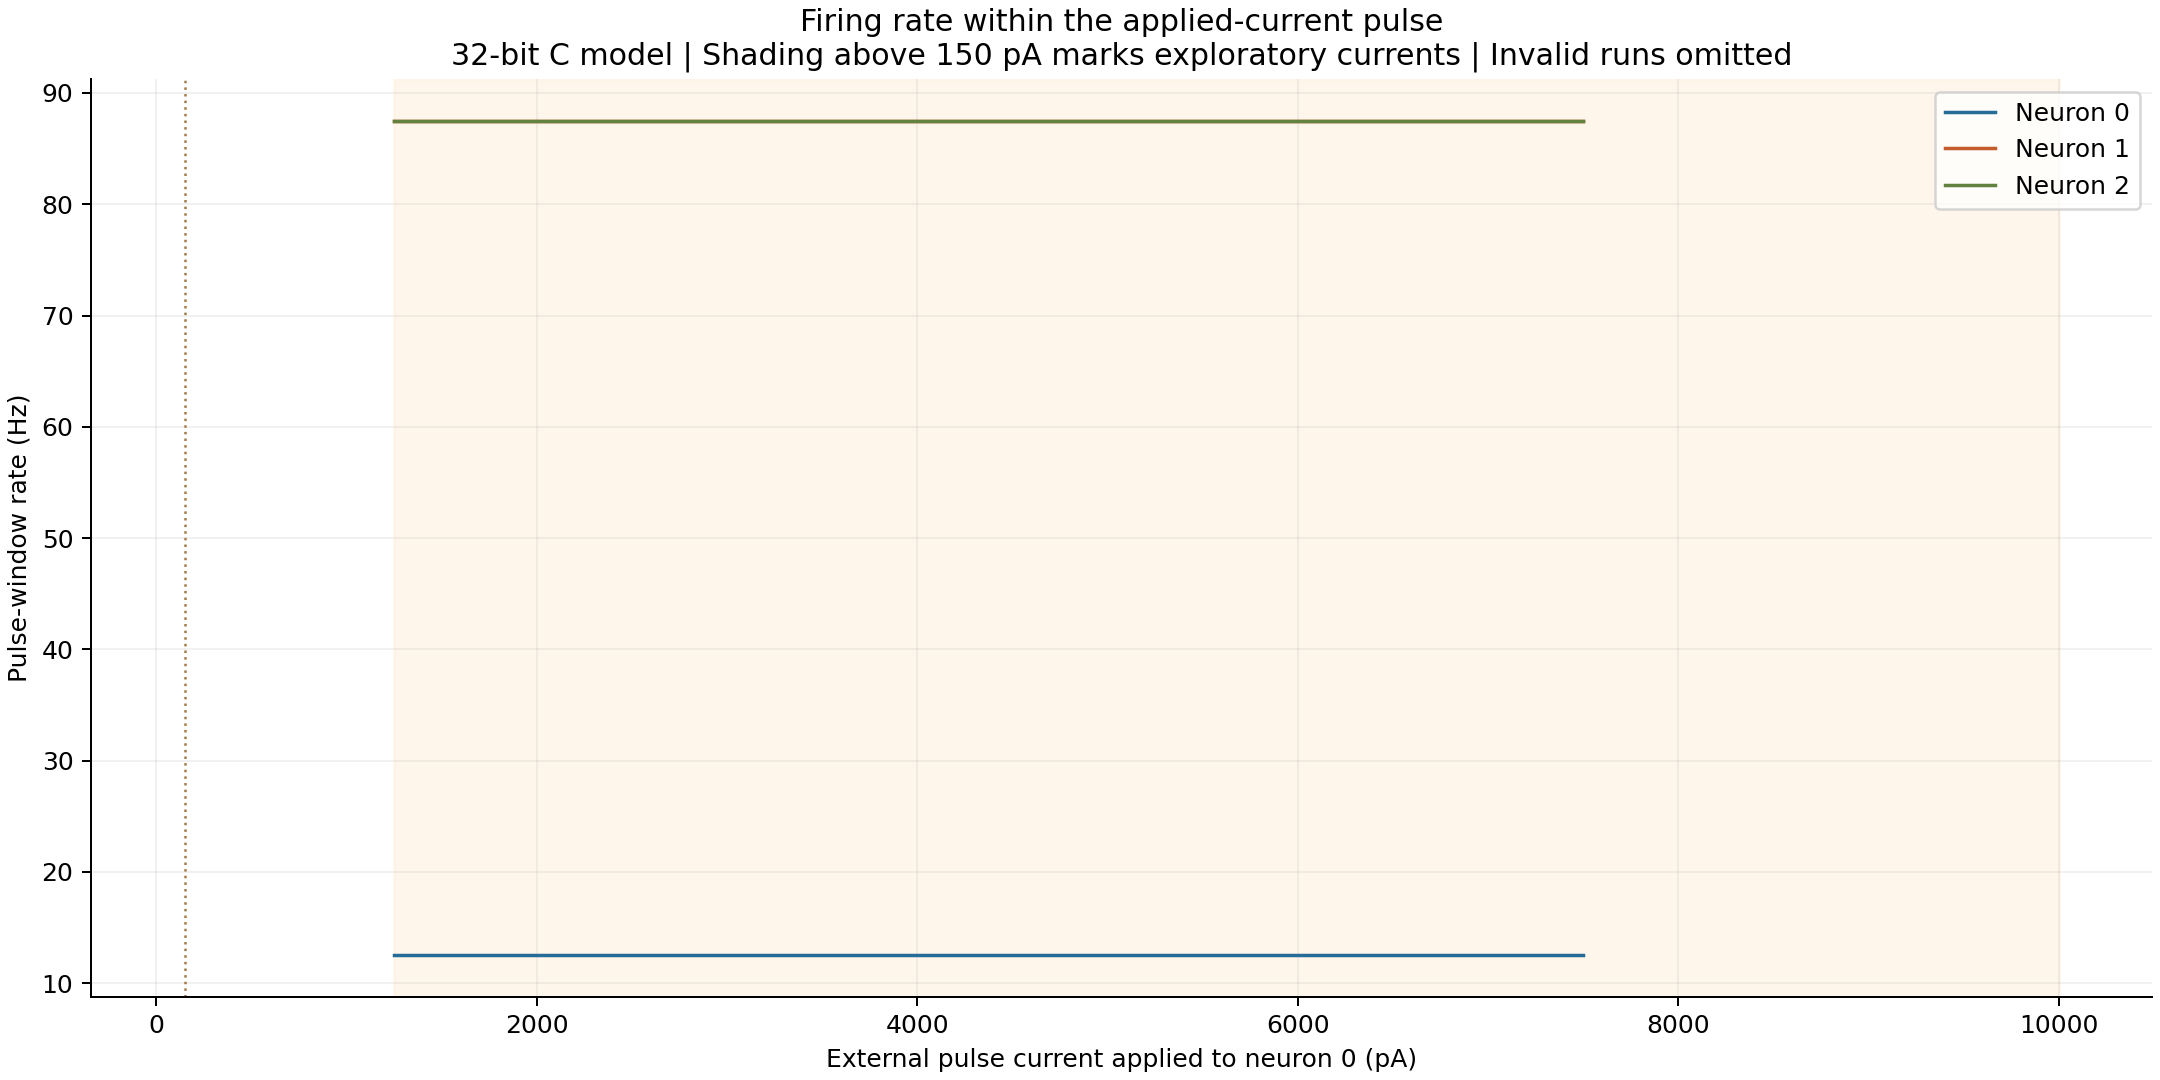 Firing rate within the applied-current pulse
32-bit C model | Shading above 150 pA marks exploratory currents | Invalid runs omitted
90
80
70
60
50
40
30
20
10
Pulse-window rate (Hz)
Neuron 0
Neuron 1
Neuron 2
0
2000
4000
6000
8000
10000
External pulse current applied to neuron 0 (pA)